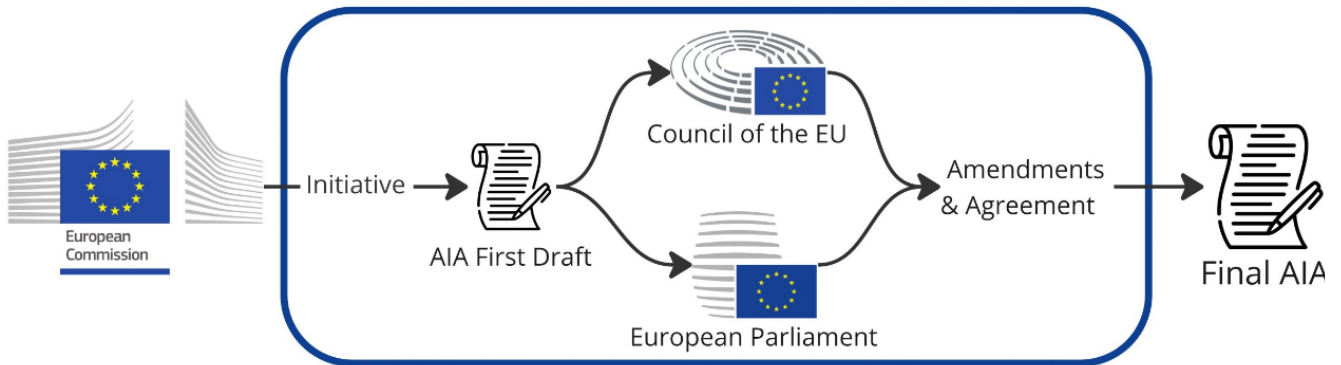 European
Commission
Initiative
AIA First Draft
Council of the EU
European Parliament
Amendments
& Agreement
Final AIA